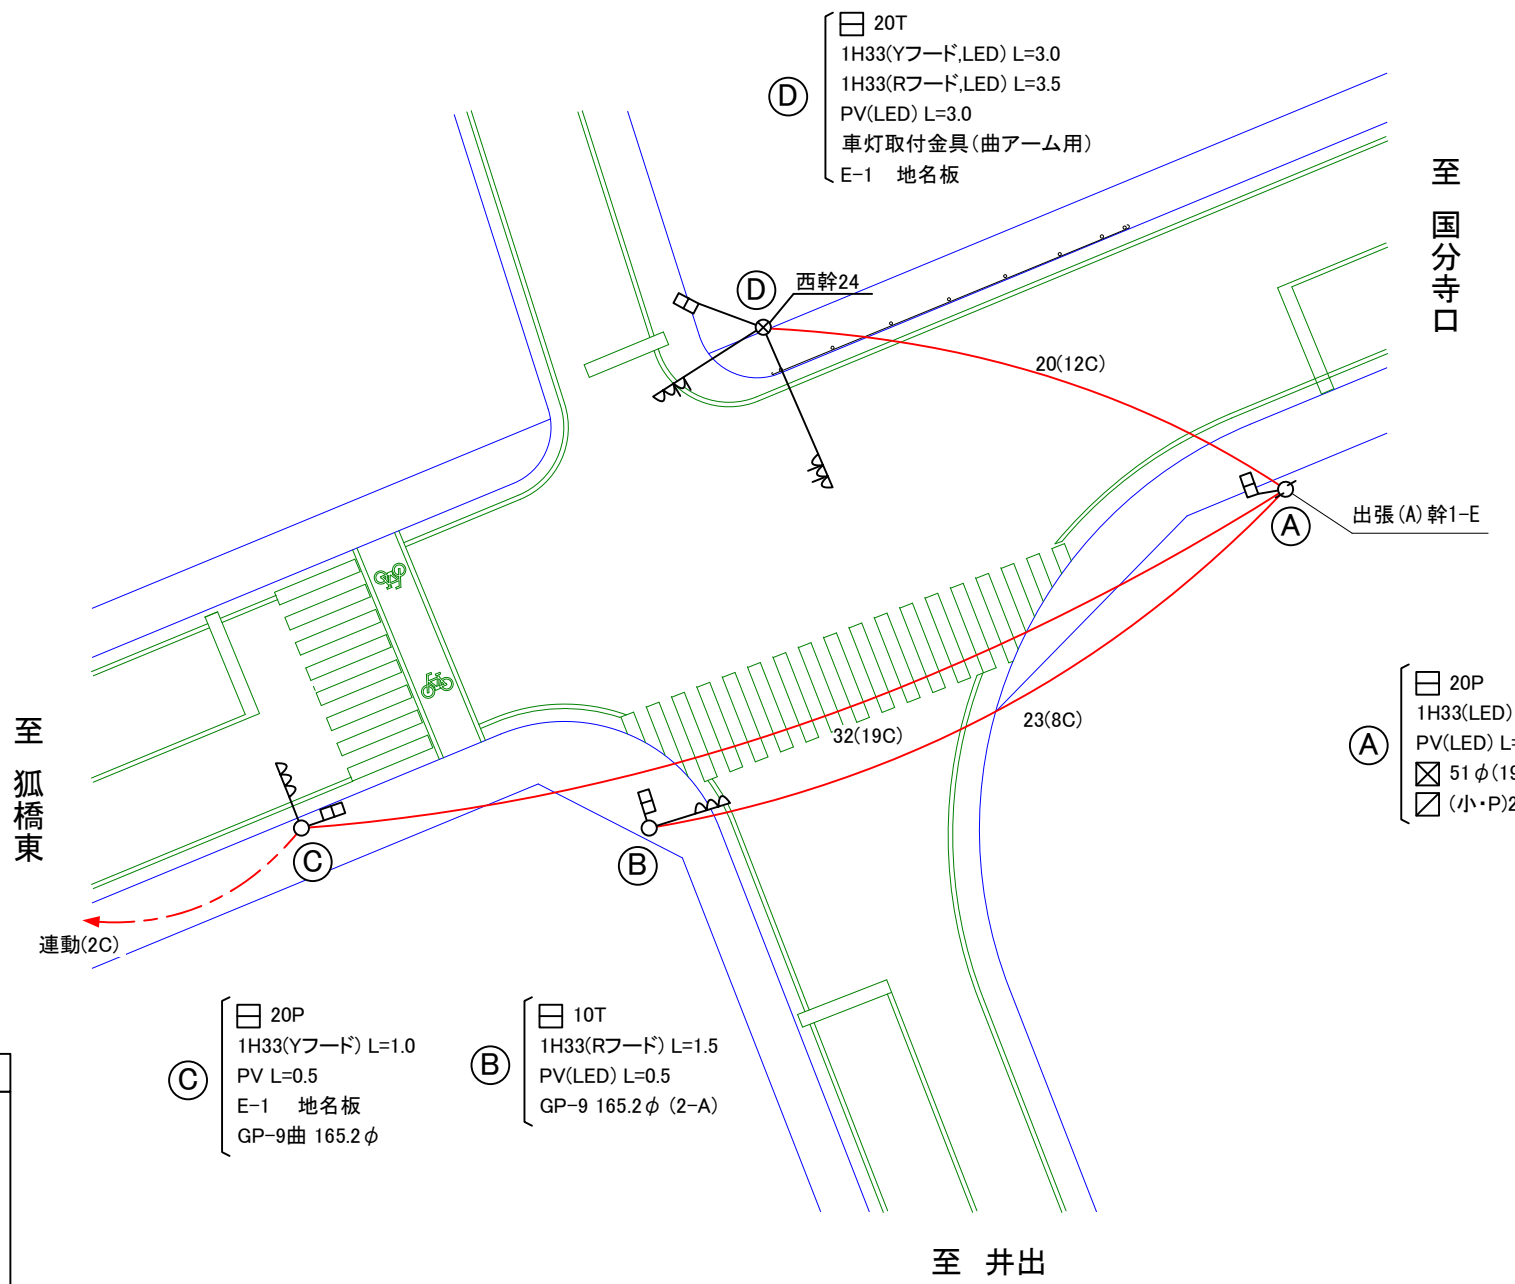 20T
1H33(Yフード,LED) L=3.0
1H33(Rフード,LED) L=3.5
PV(LED) L=3.0
車灯取付金具(曲アーム用)
E-1 地名板
D
至 国分寺口
D
西幹24
20(12C)
A
出張(A)幹1-E
A
20P
1H33(LED)
PV(LED) L=
51φ(19
(小・P)2
32(19C)
23(8C)
至 狐橋東
C
B
連動(2C)
C
20P
1H33(Yフード) L=1.0
PV L=0.5
E-1 地名板
GP-9曲 165.2φ
B
10T
1H33(Rフード) L=1.5
PV(LED) L=0.5
GP-9 165.2φ (2-A)
至 井出